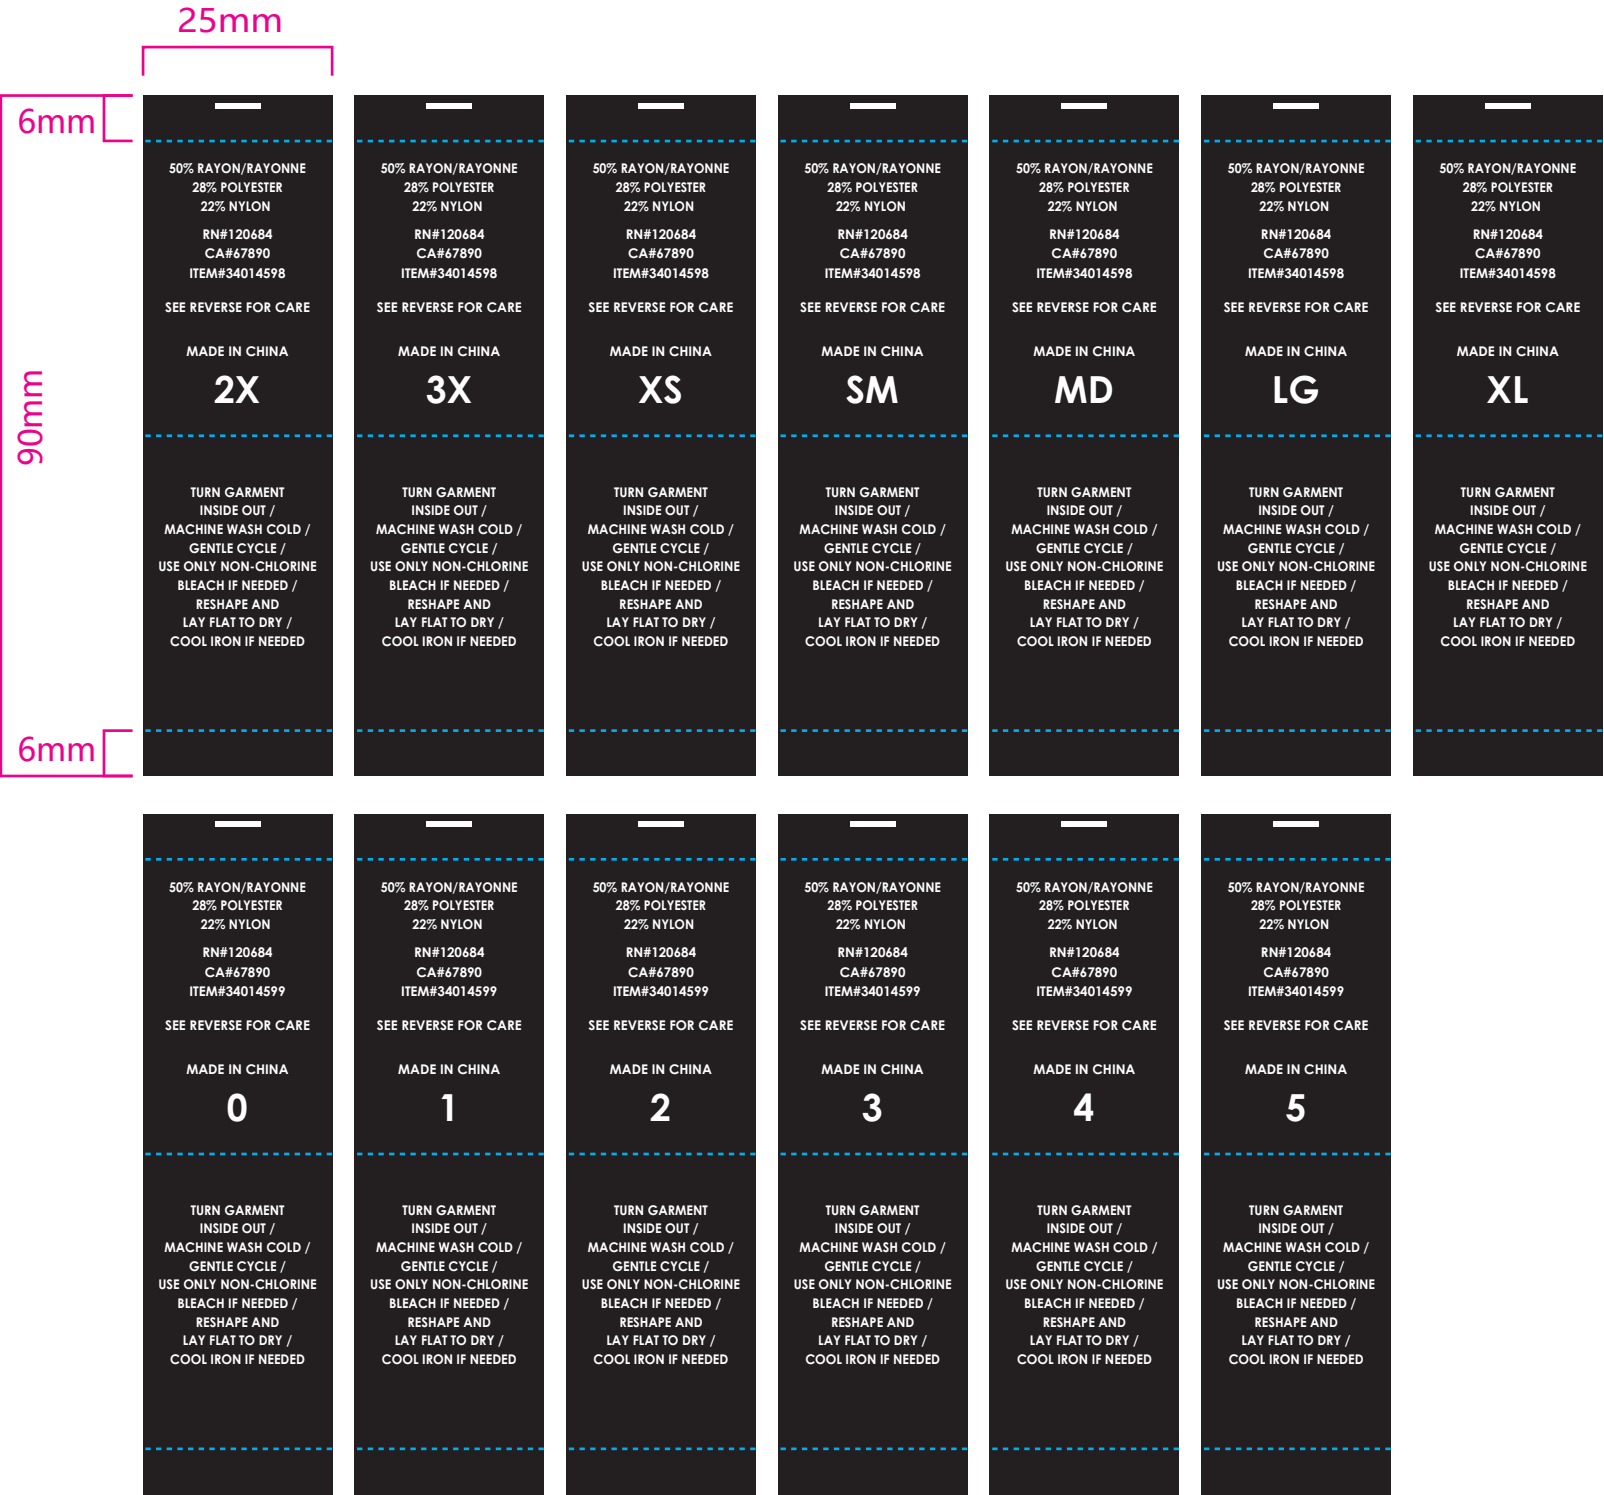 25mm
6mm
90mm
6mm
50% RAYON/RAYONNE
28% POLYESTER
22% NYLON
RN#120684
CA#67890
ITEM#34014598
SEE REVERSE FOR CARE
MADE IN CHINA
2X
TURN GARMENT
INSIDE OUT /
MACHINE WASH COLD /
GENTLE CYCLE /
USE ONLY NON-CHLORINE
BLEACH IF NEEDED /
RESHAPE AND
LAY FLAT TO DRY /
COOL IRON IF NEEDED
50% RAYON/RAYONNE
28% POLYESTER
22% NYLON
RN#120684
CA#67890
ITEM#34014598
SEE REVERSE FOR CARE
MADE IN CHINA
3X
TURN GARMENT
INSIDE OUT /
MACHINE WASH COLD /
GENTLE CYCLE /
USE ONLY NON-CHLORINE
BLEACH IF NEEDED /
RESHAPE AND
LAY FLAT TO DRY /
COOL IRON IF NEEDED
50% RAYON/RAYONNE
28% POLYESTER
22% NYLON
RN#120684
CA#67890
ITEM#34014598
SEE REVERSE FOR CARE
MADE IN CHINA
XS
TURN GARMENT
INSIDE OUT /
MACHINE WASH COLD /
GENTLE CYCLE /
USE ONLY NON-CHLORINE
BLEACH IF NEEDED /
RESHAPE AND
LAY FLAT TO DRY /
COOL IRON IF NEEDED
50% RAYON/RAYONNE
28% POLYESTER
22% NYLON
RN#120684
CA#67890
ITEM#34014598
SEE REVERSE FOR CARE
MADE IN CHINA
SM
TURN GARMENT
INSIDE OUT /
MACHINE WASH COLD /
GENTLE CYCLE /
USE ONLY NON-CHLORINE
BLEACH IF NEEDED /
RESHAPE AND
LAY FLAT TO DRY /
COOL IRON IF NEEDED
50% RAYON/RAYONNE
28% POLYESTER
22% NYLON
RN#120684
CA#67890
ITEM#34014598
SEE REVERSE FOR CARE
MADE IN CHINA
MD
TURN GARMENT
INSIDE OUT /
MACHINE WASH COLD /
GENTLE CYCLE /
USE ONLY NON-CHLORINE
BLEACH IF NEEDED /
RESHAPE AND
LAY FLAT TO DRY /
COOL IRON IF NEEDED
50% RAYON/RAYONNE
28% POLYESTER
22% NYLON
RN#120684
CA#67890
ITEM#34014598
SEE REVERSE FOR CARE
MADE IN CHINA
LG
TURN GARMENT
INSIDE OUT /
MACHINE WASH COLD /
GENTLE CYCLE /
USE ONLY NON-CHLORINE
BLEACH IF NEEDED /
RESHAPE AND
LAY FLAT TO DRY /
COOL IRON IF NEEDED
50% RAYON/RAYONNE
28% POLYESTER
22% NYLON
RN#120684
CA#67890
ITEM#34014598
SEE REVERSE FOR CARE
MADE IN CHINA
XL
TURN GARMENT
INSIDE OUT /
MACHINE WASH COLD /
GENTLE CYCLE /
USE ONLY NON-CHLORINE
BLEACH IF NEEDED /
RESHAPE AND
LAY FLAT TO DRY /
COOL IRON IF NEEDED
50% RAYON/RAYONNE
28% POLYESTER
22% NYLON
RN#120684
CA#67890
ITEM#34014599
SEE REVERSE FOR CARE
MADE IN CHINA
0
TURN GARMENT
INSIDE OUT /
MACHINE WASH COLD /
GENTLE CYCLE /
USE ONLY NON-CHLORINE
BLEACH IF NEEDED /
RESHAPE AND
LAY FLAT TO DRY /
COOL IRON IF NEEDED
50% RAYON/RAYONNE
28% POLYESTER
22% NYLON
RN#120684
CA#67890
ITEM#34014599
SEE REVERSE FOR CARE
MADE IN CHINA
1
TURN GARMENT
INSIDE OUT /
MACHINE WASH COLD /
GENTLE CYCLE /
USE ONLY NON-CHLORINE
BLEACH IF NEEDED /
RESHAPE AND
LAY FLAT TO DRY /
COOL IRON IF NEEDED
50% RAYON/RAYONNE
28% POLYESTER
22% NYLON
RN#120684
CA#67890
ITEM#34014599
SEE REVERSE FOR CARE
MADE IN CHINA
2
TURN GARMENT
INSIDE OUT /
MACHINE WASH COLD /
GENTLE CYCLE /
USE ONLY NON-CHLORINE
BLEACH IF NEEDED /
RESHAPE AND
LAY FLAT TO DRY /
COOL IRON IF NEEDED
50% RAYON/RAYONNE
28% POLYESTER
22% NYLON
RN#120684
CA#67890
ITEM#34014599
SEE REVERSE FOR CARE
MADE IN CHINA
3
TURN GARMENT
INSIDE OUT /
MACHINE WASH COLD /
GENTLE CYCLE /
USE ONLY NON-CHLORINE
BLEACH IF NEEDED /
RESHAPE AND
LAY FLAT TO DRY /
COOL IRON IF NEEDED
50% RAYON/RAYONNE
28% POLYESTER
22% NYLON
RN#120684
CA#67890
ITEM#34014599
SEE REVERSE FOR CARE
MADE IN CHINA
4
TURN GARMENT
INSIDE OUT /
MACHINE WASH COLD /
GENTLE CYCLE /
USE ONLY NON-CHLORINE
BLEACH IF NEEDED /
RESHAPE AND
LAY FLAT TO DRY /
COOL IRON IF NEEDED
50% RAYON/RAYONNE
28% POLYESTER
22% NYLON
RN#120684
CA#67890
ITEM#34014599
SEE REVERSE FOR CARE
MADE IN CHINA
5
TURN GARMENT
INSIDE OUT /
MACHINE WASH COLD /
GENTLE CYCLE /
USE ONLY NON-CHLORINE
BLEACH IF NEEDED /
RESHAPE AND
LAY FLAT TO DRY /
COOL IRON IF NEEDED